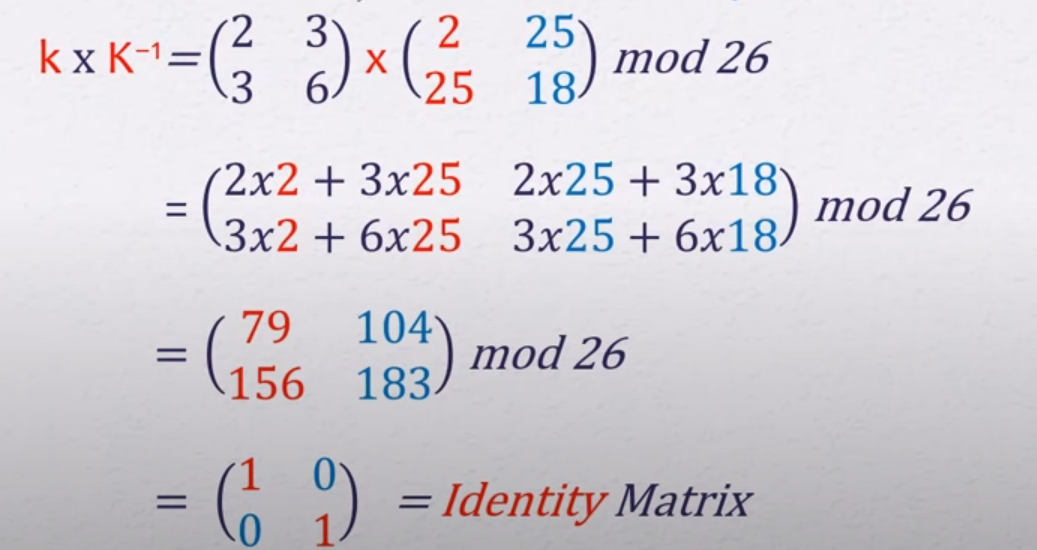 k x K⁻¹=(2 3) x (2 25) mod 26
(3 6) (25 18)
= (2x2 + 3x25 2x25 + 3x18) mod 26
(3x2 + 6x25 3x25 + 6x18)
= (79 104) mod 26
(156 183)
= (1 0) = Identity Matrix
(0 1)